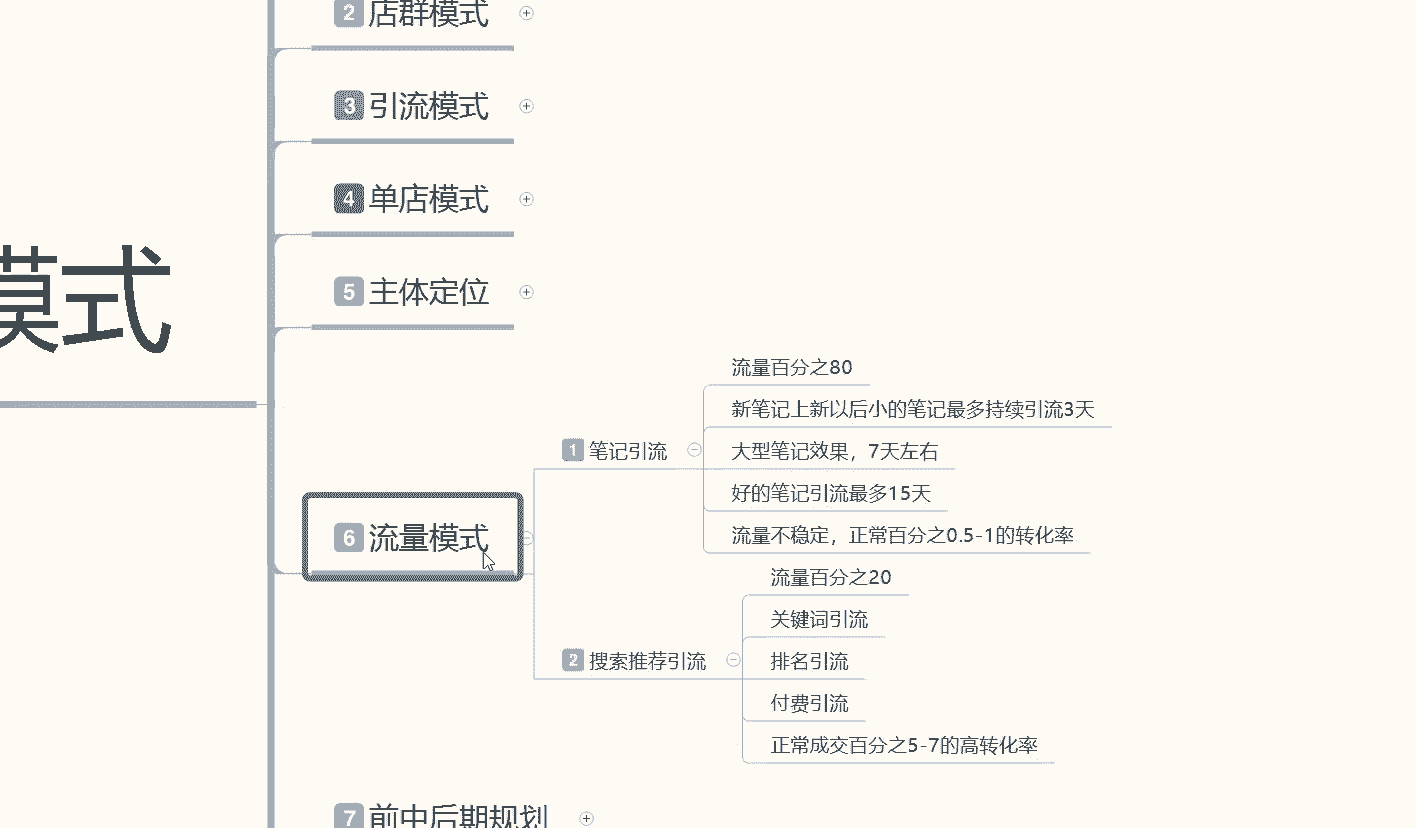 2 店群模式
3 引流模式
4 单店模式
5 主体定位
模式
6 流量模式
1 笔记引流
流量百分之80
新笔记上新以后小的笔记最多持续引流3天
大型笔记效果，7天左右
好的笔记引流最多15天
流量不稳定，正常百分之0.5-1的转化率
2 搜索推荐引流
流量百分之20
关键词引流
排名引流
付费引流
正常成交百分之5-7的高转化率
7 前中后期规划